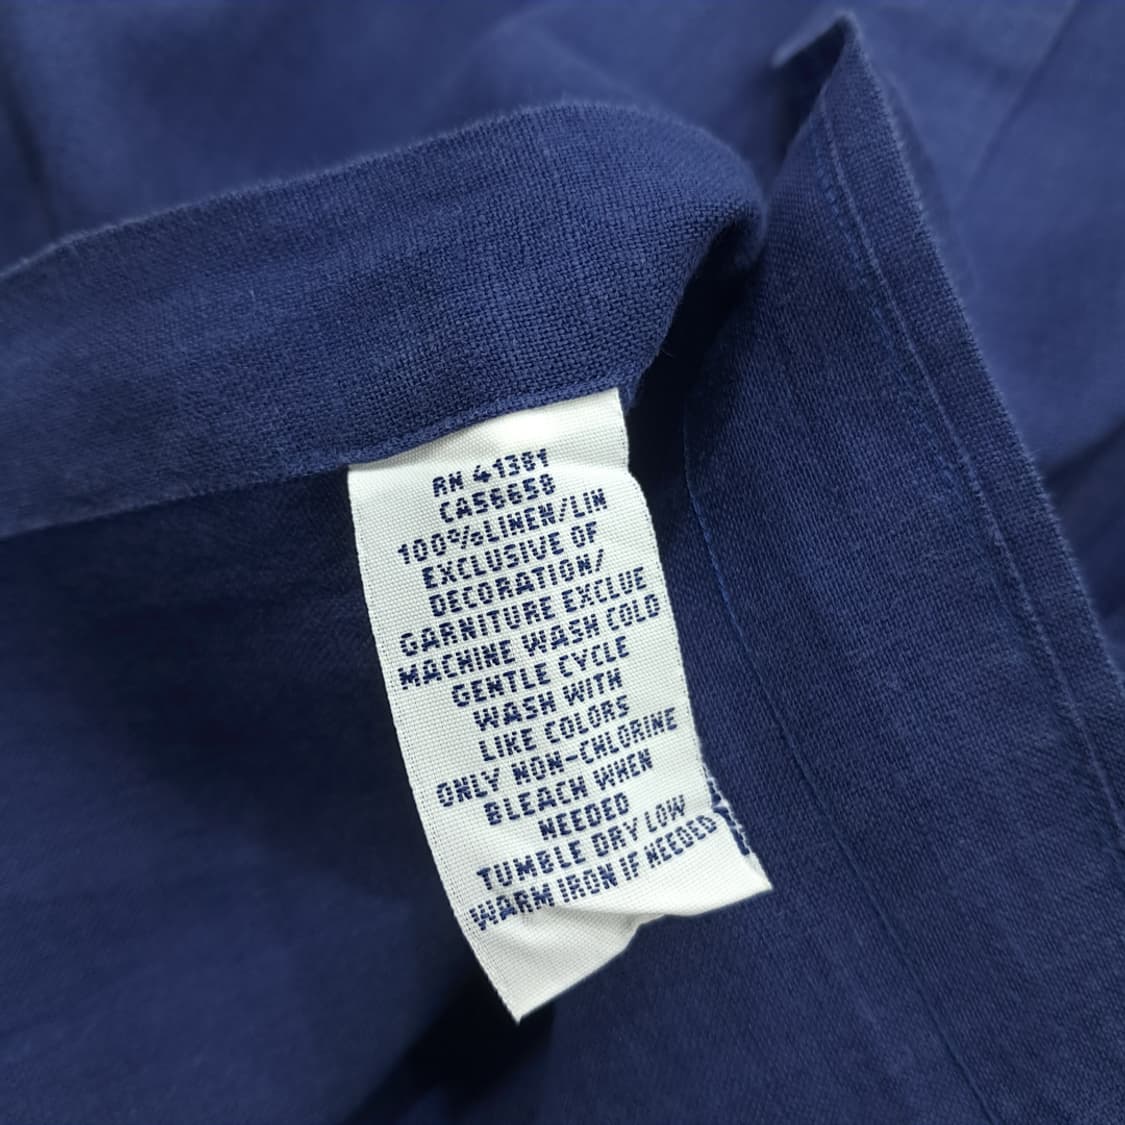 RN 41381
CA56658
100%LINEN/LIN
EXCLUSIVE OF
DECORATION/
GARNITURE EXCLUE
MACHINE WASH COLD
GENTLE CYCLE
WASH WITH
LIKE COLORS
ONLY NON-CHLORINE
BLEACH WHEN
NEEDED
TUMBLE DRY LOW
WARM IRON IF NEEDED